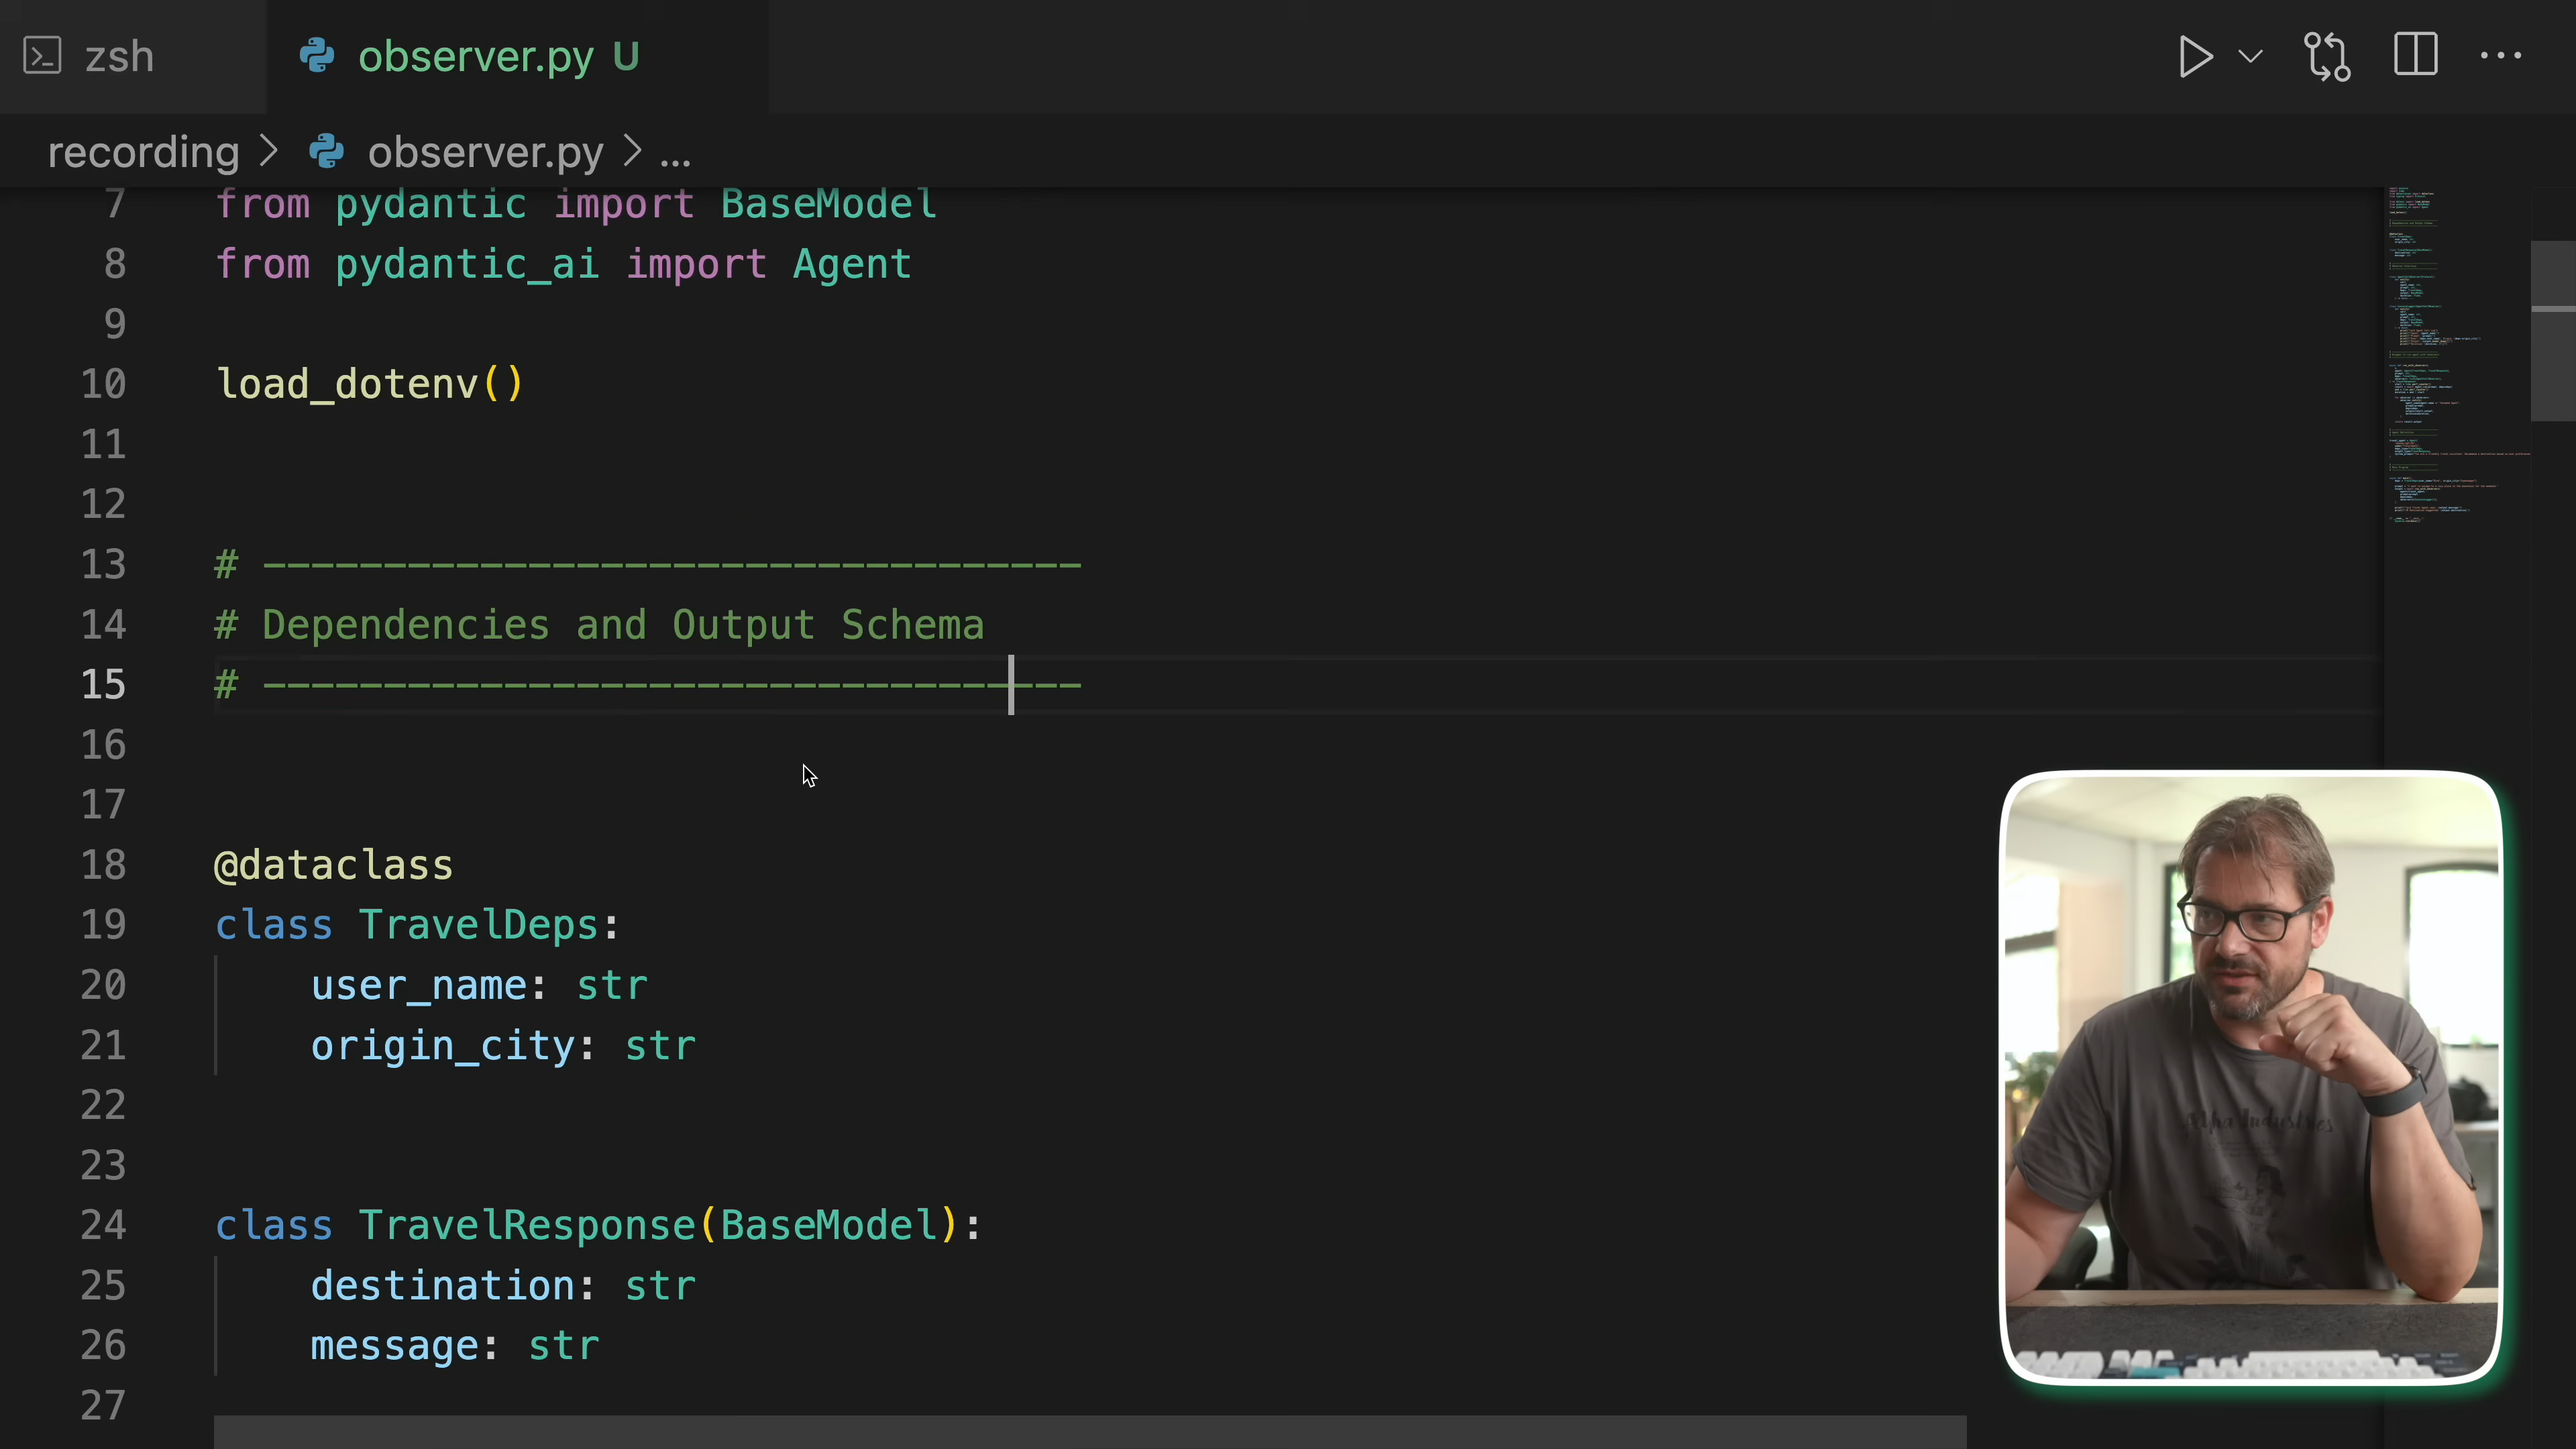 zsh
observer.py U
recording > observer.py > ...
7 from pydantic import BaseModel
8 from pydantic_ai import Agent
9
10 load_dotenv()
11
12
13 # ----------------------------------
14 # Dependencies and Output Schema
15 # ----------------------------------
16
17
18 @dataclass
19 class TravelDeps:
20 user_name: str
21 origin_city: str
22
23
24 class TravelResponse(BaseModel):
25 destination: str
26 message: str
27
Alpha Industries